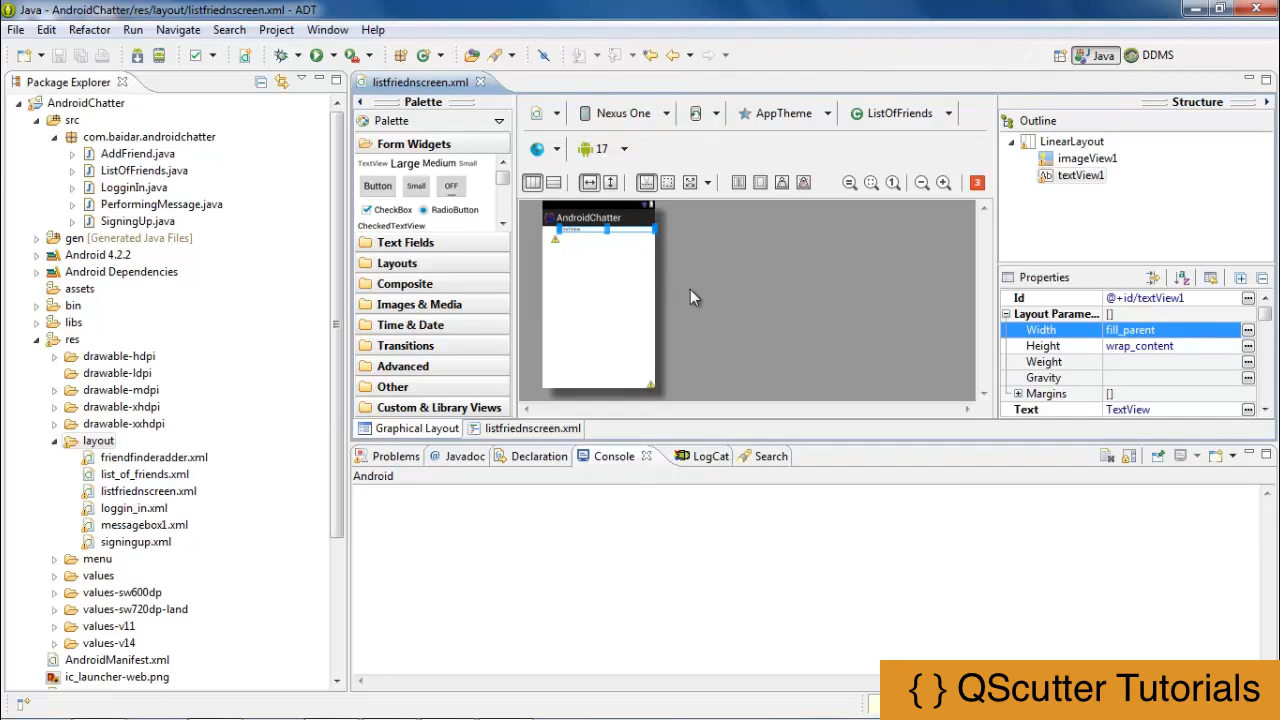 Java - AndroidChatter/res/layout/listfriednscreen.xml - ADT
File Edit Refactor Run Navigate Search Project Window Help
Java DDMS
Package Explorer
AndroidChatter
src
com.baidar.androidchatter
AddFriend.java
ListOfFriends.java
LogginIn.java
PerformingMessage.java
SigningUp.java
gen [Generated Java Files]
Android 4.2.2
Android Dependencies
assets
bin
libs
res
drawable-hdpi
drawable-ldpi
drawable-mdpi
drawable-xhdpi
drawable-xxhdpi
layout
friendfinderadder.xml
list_of_friends.xml
listfriednscreen.xml
loggin_in.xml
messagebox1.xml
signingup.xml
menu
values
values-sw600dp
values-sw720dp-land
values-v11
values-v14
AndroidManifest.xml
ic_launcher-web.png
listfriednscreen.xml
Palette
Palette
Form Widgets
TextView Large Medium Small
Button Small OFF
CheckBox RadioButton
CheckedTextView
Text Fields
Layouts
Composite
Images & Media
Time & Date
Transitions
Advanced
Other
Custom & Library Views
Nexus One AppTheme ListOfFriends
17
1 3
AndroidChatter
Graphical Layout listfriednscreen.xml
Structure
Outline
LinearLayout
imageView1
Ab textView1
Properties
Id @+id/textView1
Layout Parame... []
Width fill_parent
Height wrap_content
Weight
Gravity
Margins []
Text TextView
Problems @ Javadoc Declaration Console LogCat Search
Android
{ } QScutter Tutorials